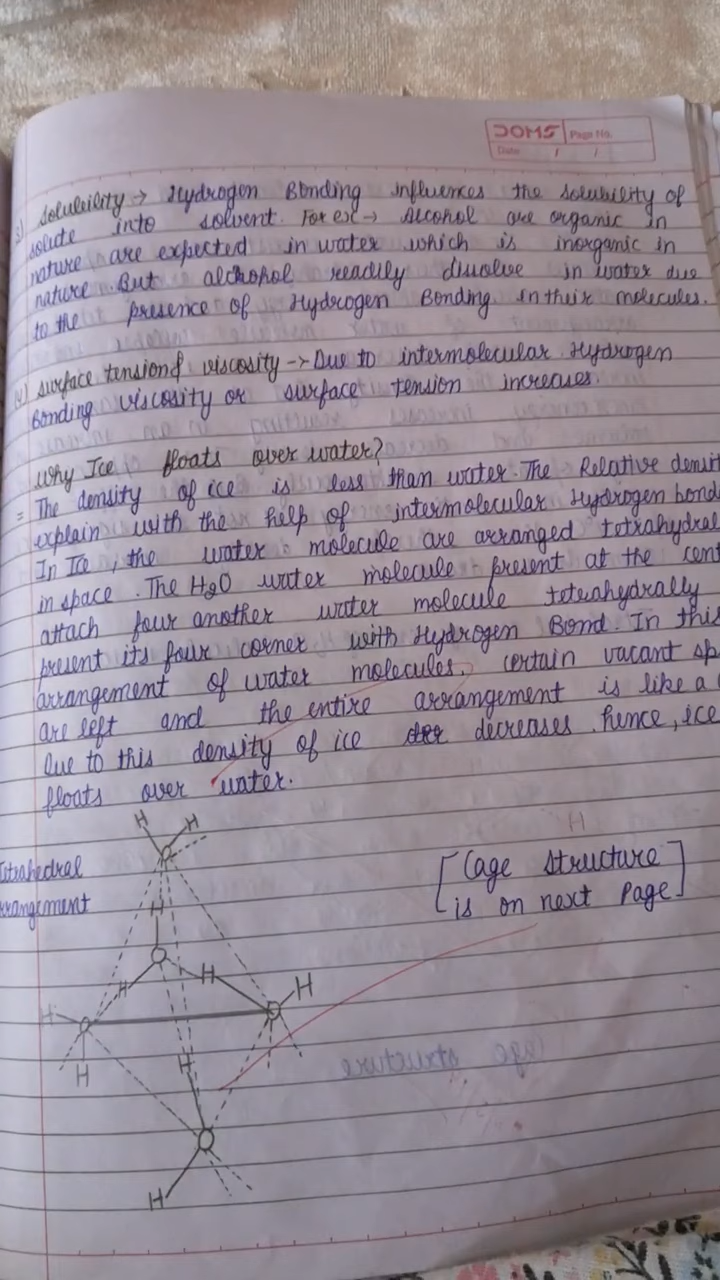 DOMS Page No.
Date / /
3) Solubility → Hydrogen Bonding influences the solubility of
solute into solvent. For ex → Alcohol are organic in
nature are expected in water which is inorganic in
nature. But alchopol readily dissolve in water due
to the presence of Hydrogen Bonding in their molecules.
4) Surface tension & viscosity → Due to intermolecular Hydrogen
Bonding viscosity or surface tension increases.
Why Ice floats over water?
= The density of ice is less than water. The Relative densit
explain with the help of intermolecular Hydrogen bond
In Ice, the water molecule are arranged tetrahedral
in space. The H2O water molecule present at the cent
attach four another water molecule tetrahydrally
present its four corner with Hydrogen Bond. In this
arrangement of water molecules, certain vacant sp
are left and the entire arrangement is like a
due to this density of ice decreases. hence, ice
floats over water.
H H
Tetrahedral
arrangement
[Cage structure
is on next Page]
H
H H H
H
H H
H